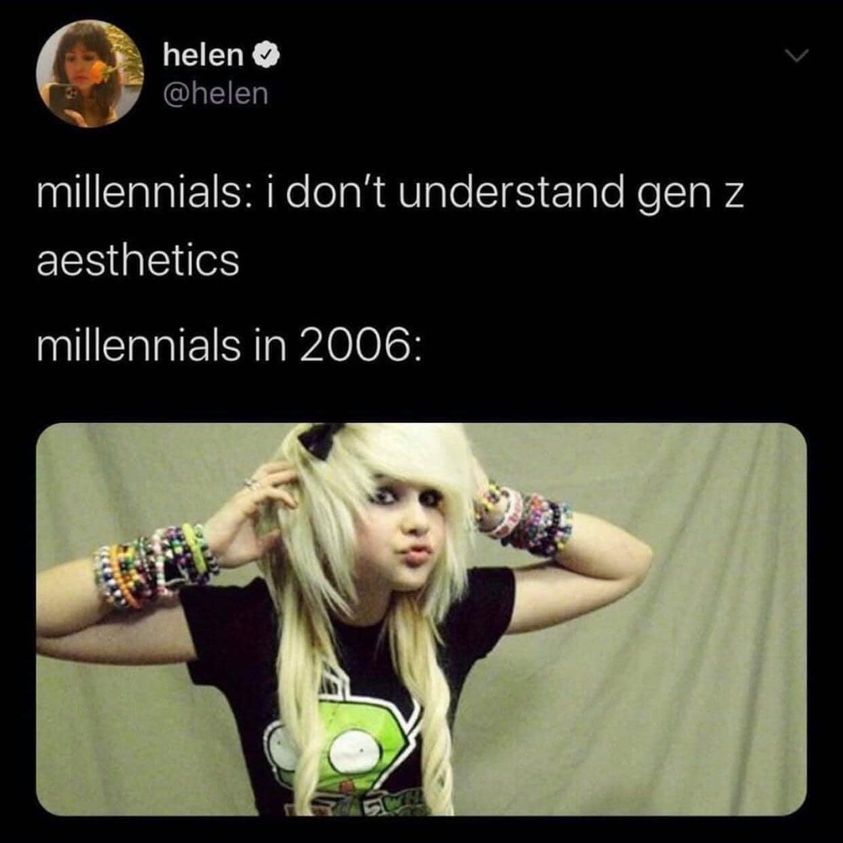 helen
@helen
millennials: i don't understand gen z
aesthetics
millennials in 2006: